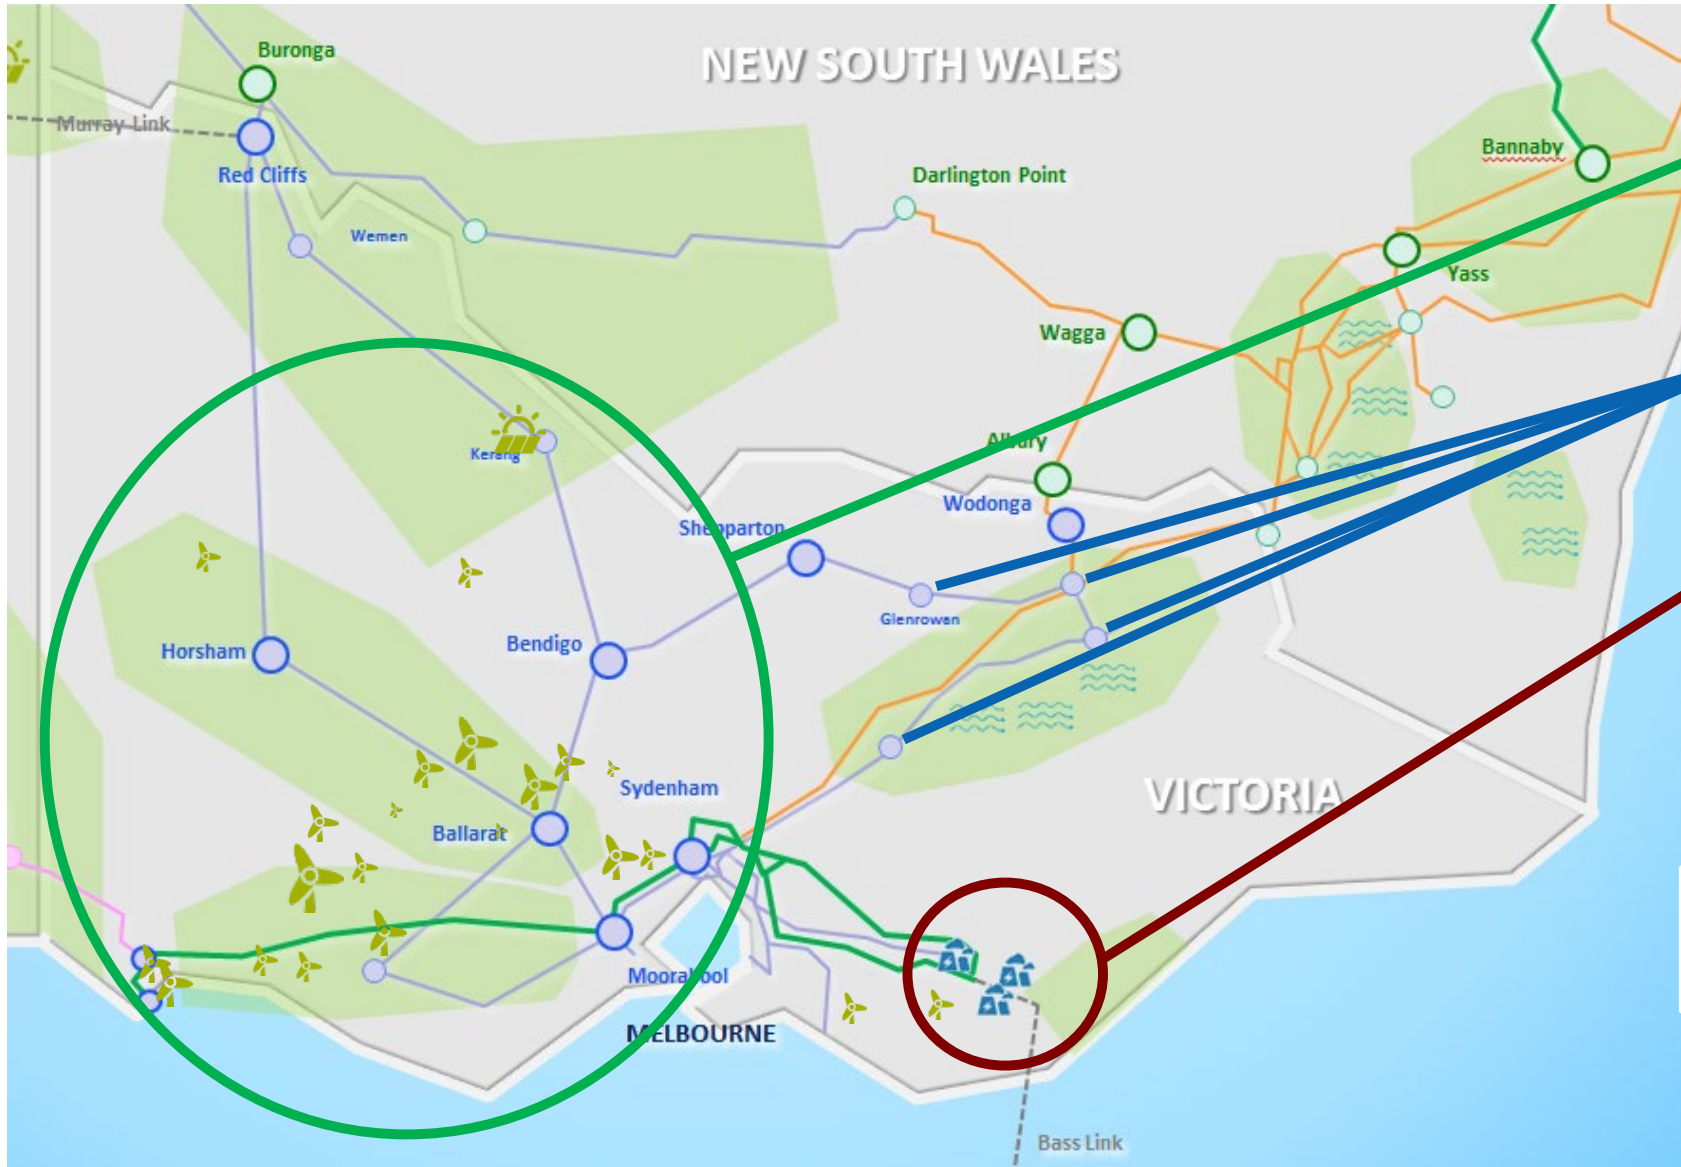 Buronga
NEW SOUTH WALES
Murray Link
Bannaby
Red Cliffs
Darlington Point
Wemen
Yass
Wagga
Albury
Kerang
Wodonga
Shepparton
Glenrowan
Bendigo
Horsham
Sydenham
VICTORIA
Ballarat
Moorabool
MELBOURNE
Bass Link